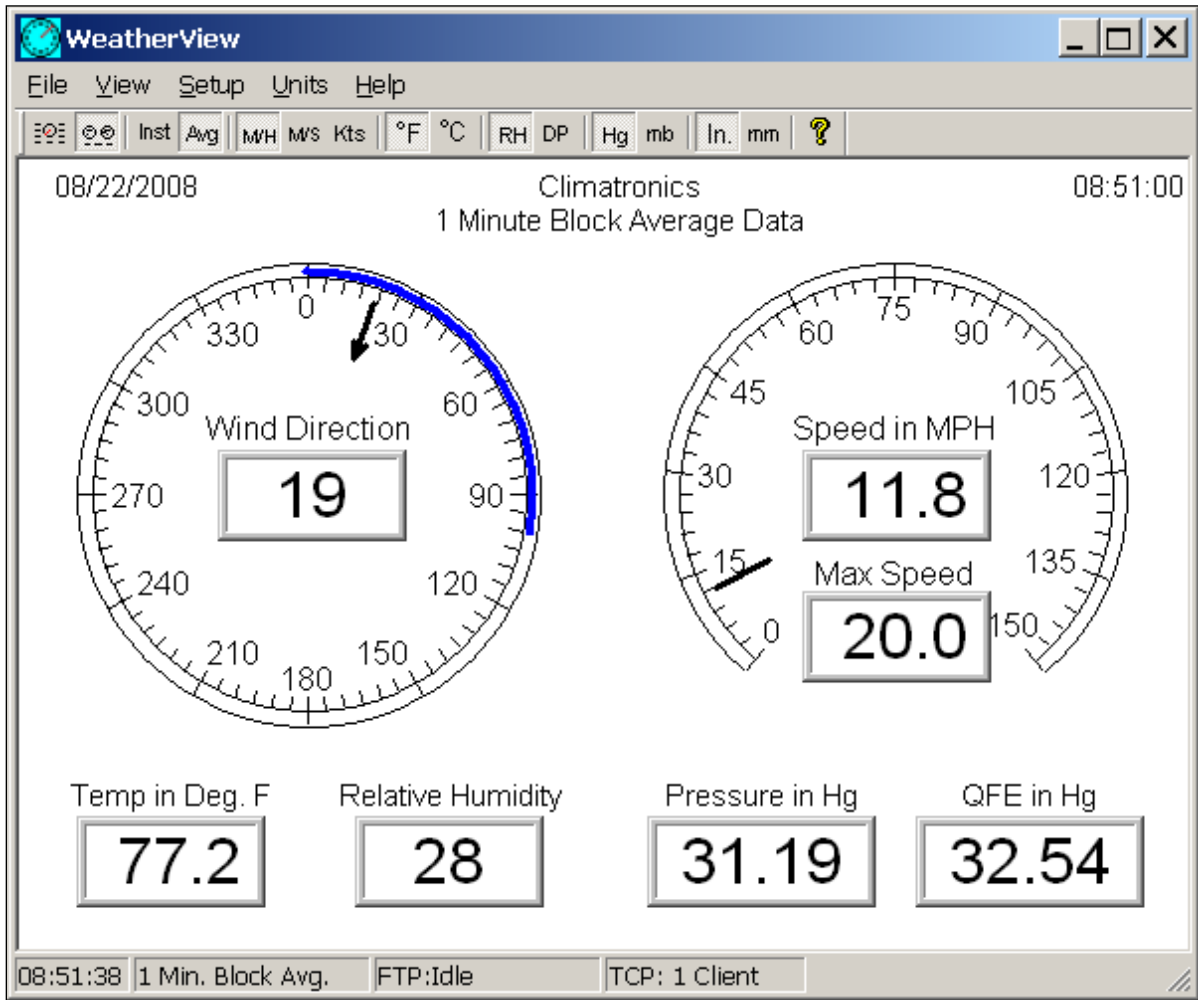 WeatherView
File View Setup Units Help
Inst Avg M/H M/S Kts °F °C RH DP Hg mb In. mm ?
08/22/2008 Climatronics 08:51:00
1 Minute Block Average Data
0
30
60
90
120
150
180
210
240
270
300
330
Wind Direction
19
0
15
30
45
60
75
90
105
120
135
150
Speed in MPH
11.8
Max Speed
20.0
Temp in Deg. F Relative Humidity Pressure in Hg QFE in Hg
77.2 28 31.19 32.54
08:51:38 1 Min. Block Avg. FTP:Idle TCP: 1 Client